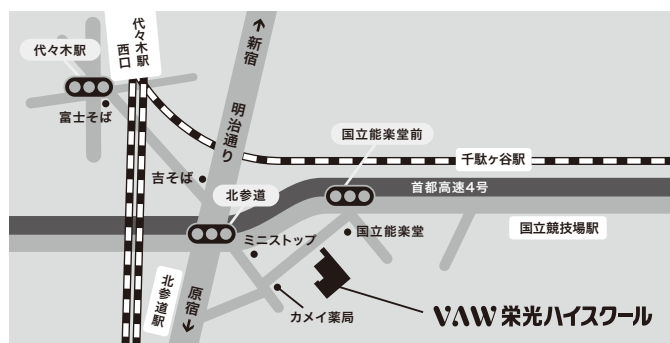 代々木駅
代々木駅
西口
富士そば
↑新宿
明治通り
国立能楽堂前
千駄ヶ谷駅
吉そば
北参道
首都高速4号
国立能楽堂
国立競技場駅
ミニストップ
北参道駅
原宿↓
カメイ薬局
VAW栄光ハイスクール